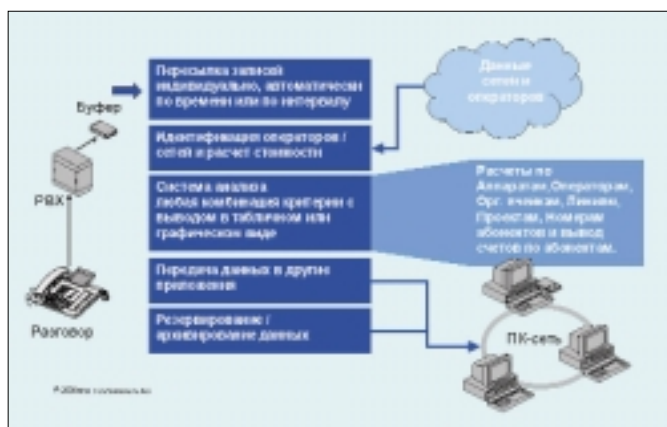 Пересылка записей
индивидуально, автоматически
по времени или по интервалу
Данные
сетей и
операторов
Буфер
Идентификация операторов /
сетей и расчет стоимости
PBX
Система анализа
любая комбинация критериев с
выводом в табличном или
графическом виде
Расчеты по
Аппаратам, Операторам,
Орг. ячейкам, Линиям,
Проектам, Номерам
абонентов и вывод
счетов по абонентам.
Передача данных в другие
приложения
Разговор
Резервирование /
архивирование данных
ПК-сеть